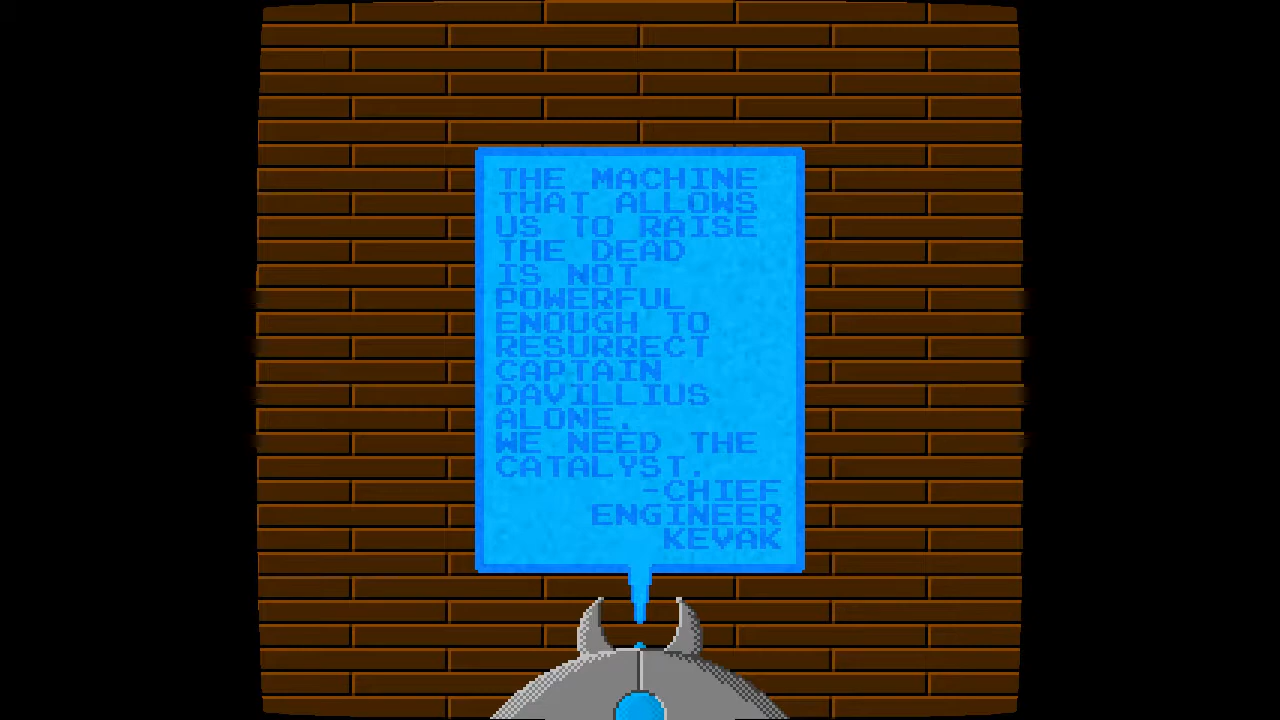 THE MACHINE
THAT ALLOWS
US TO RAISE
THE DEAD
IS NOT
POWERFUL
ENOUGH TO
RESURRECT
CAPTAIN
DAVILLIUS
ALONE.
WE NEED THE
CATALYST.
-CHIEF
ENGINEER
KEVAK